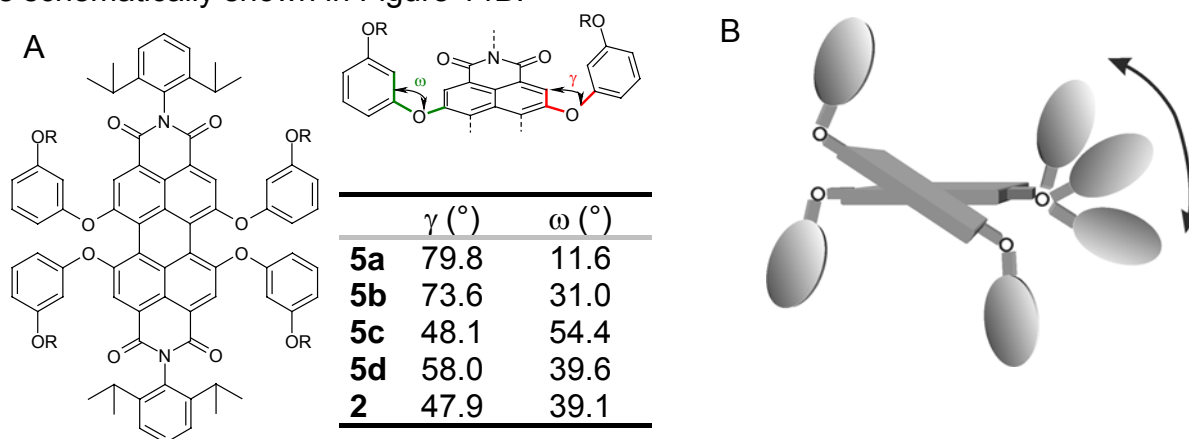 schematically shown in Figure
A
B
OR
RO
N
O O
ω
γ
O
O
N
O
O
OR
OR
O
O
O
O
OR
OR
O
N
O
γ (°) ω (°)
5a 79.8 11.6
5b 73.6 31.0
5c 48.1 54.4
5d 58.0 39.6
2 47.9 39.1
O
O
O
O